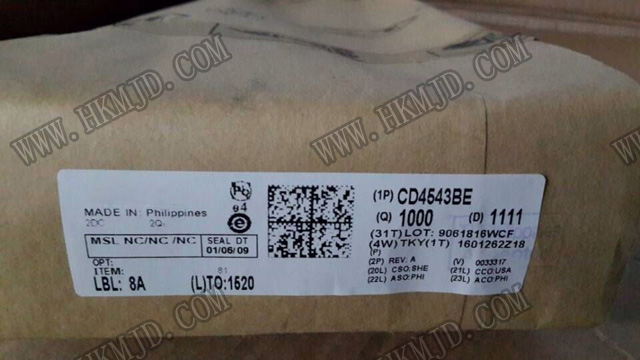 WWW.HKMJD.COM
WWW.HKMJD.COM
WWW.HKMJD.COM
WWW.HKMJD.COM
WWW.HKMJD.COM
WWW.HKMJD.COM
e4
MADE IN: Philippines
2DC: 2Q:
MSL NC/NC /NC SEAL DT
01/06/09
OPT:
ITEM: 81
LBL: 8A (L)TO:1520
(1P) CD4543BE
(Q) 1000 (D) 1111
(31T) LOT: 9061816WCF
(4W) TKY(1T) 1601262Z18
(P)
(2P) REV: A (V) 0033317
(20L) CSO:SHE (21L) CCO:USA
(22L) ASO:PHI (23L) ACO:PHI